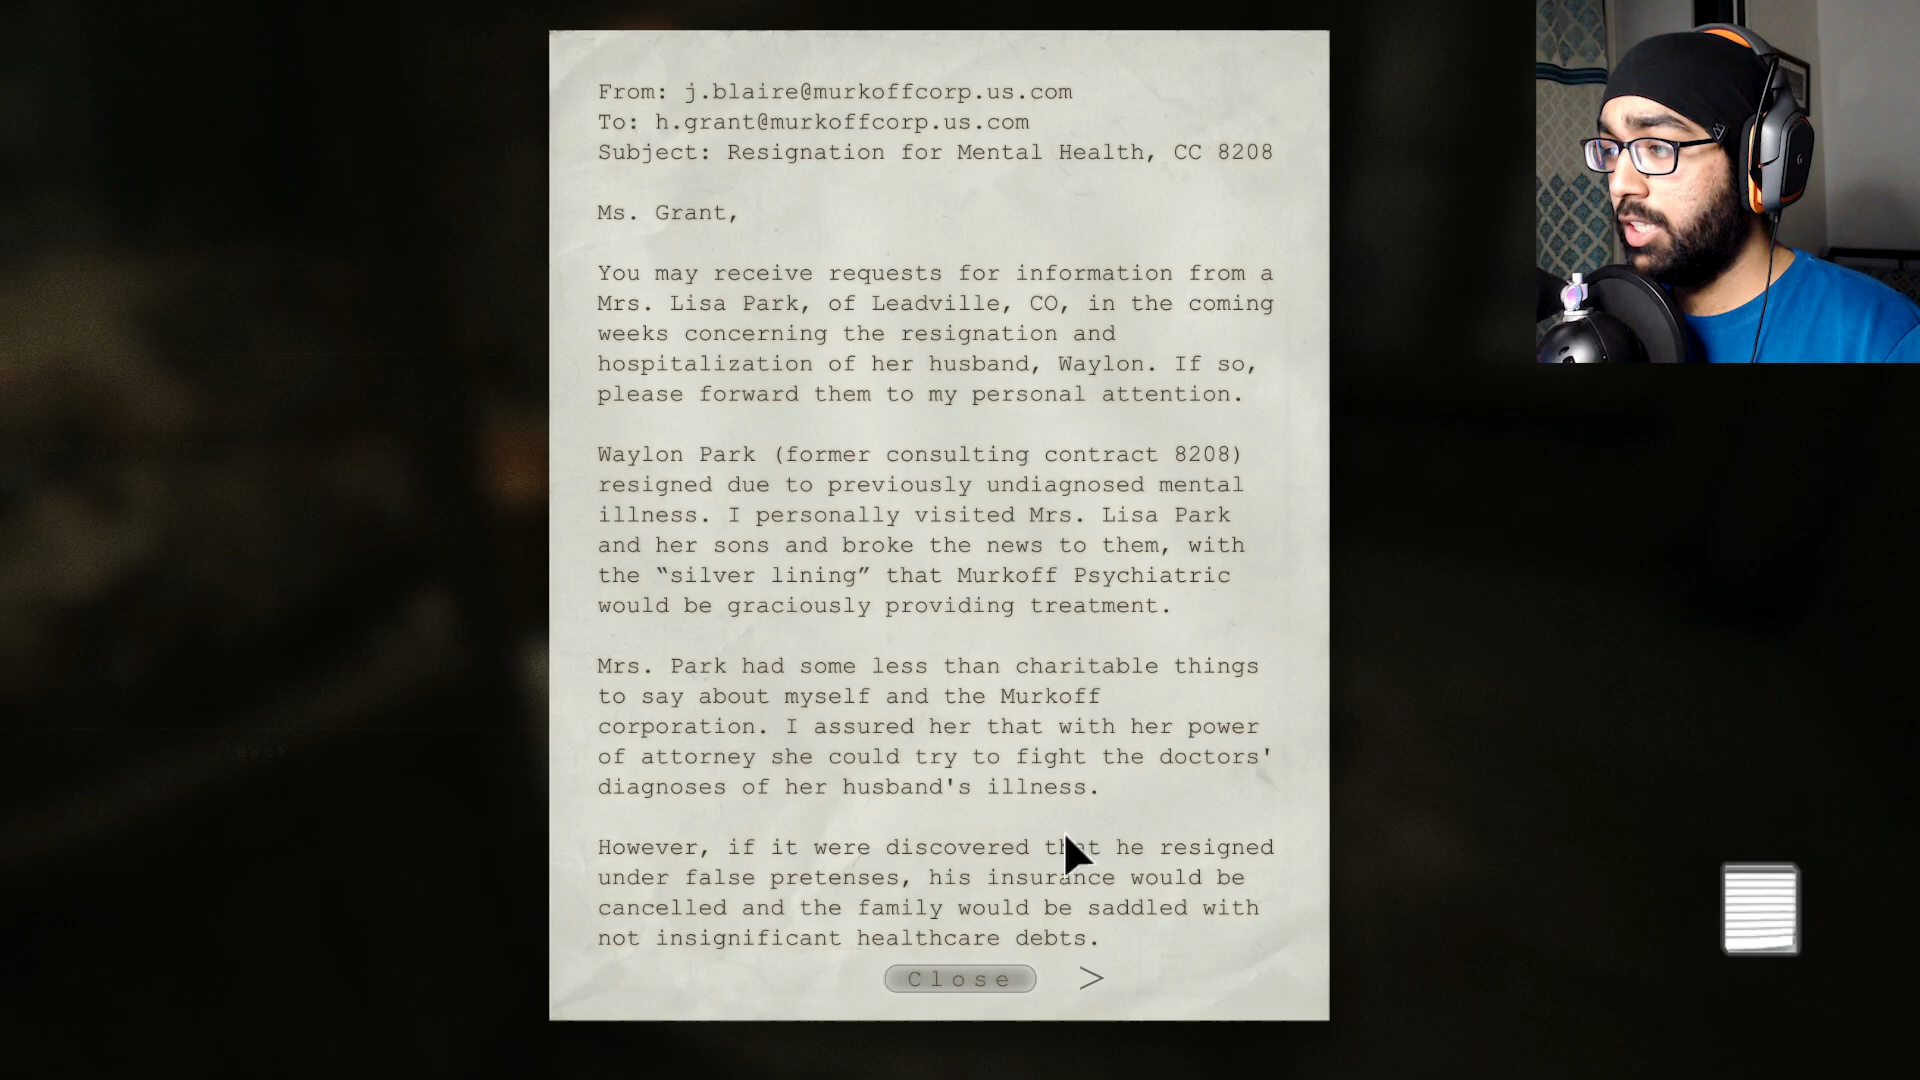 From: j.blaire@murkoffcorp.us.com
To: h.grant@murkoffcorp.us.com
Subject: Resignation for Mental Health, CC 8208
Ms. Grant,
You may receive requests for information from a
Mrs. Lisa Park, of Leadville, CO, in the coming
weeks concerning the resignation and
hospitalization of her husband, Waylon. If so,
please forward them to my personal attention.
Waylon Park (former consulting contract 8208)
resigned due to previously undiagnosed mental
illness. I personally visited Mrs. Lisa Park
and her sons and broke the news to them, with
the “silver lining” that Murkoff Psychiatric
would be graciously providing treatment.
Mrs. Park had some less than charitable things
to say about myself and the Murkoff
corporation. I assured her that with her power
of attorney she could try to fight the doctors'
diagnoses of her husband's illness.
However, if it were discovered that he resigned
under false pretenses, his insurance would be
cancelled and the family would be saddled with
not insignificant healthcare debts.
Close >
Back